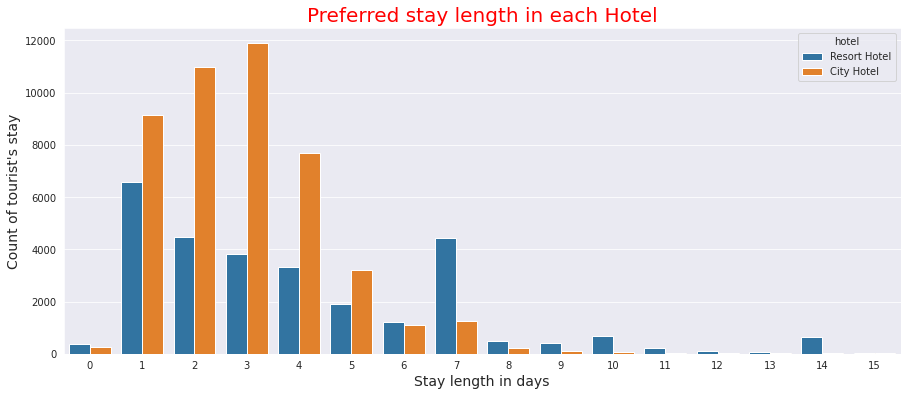 Preferred stay length in each Hotel
hotel
Resort Hotel
City Hotel
Count of tourist's stay
12000
10000
8000
6000
4000
2000
0
0 1 2 3 4 5 6 7 8 9 10 11 12 13 14 15
Stay length in days